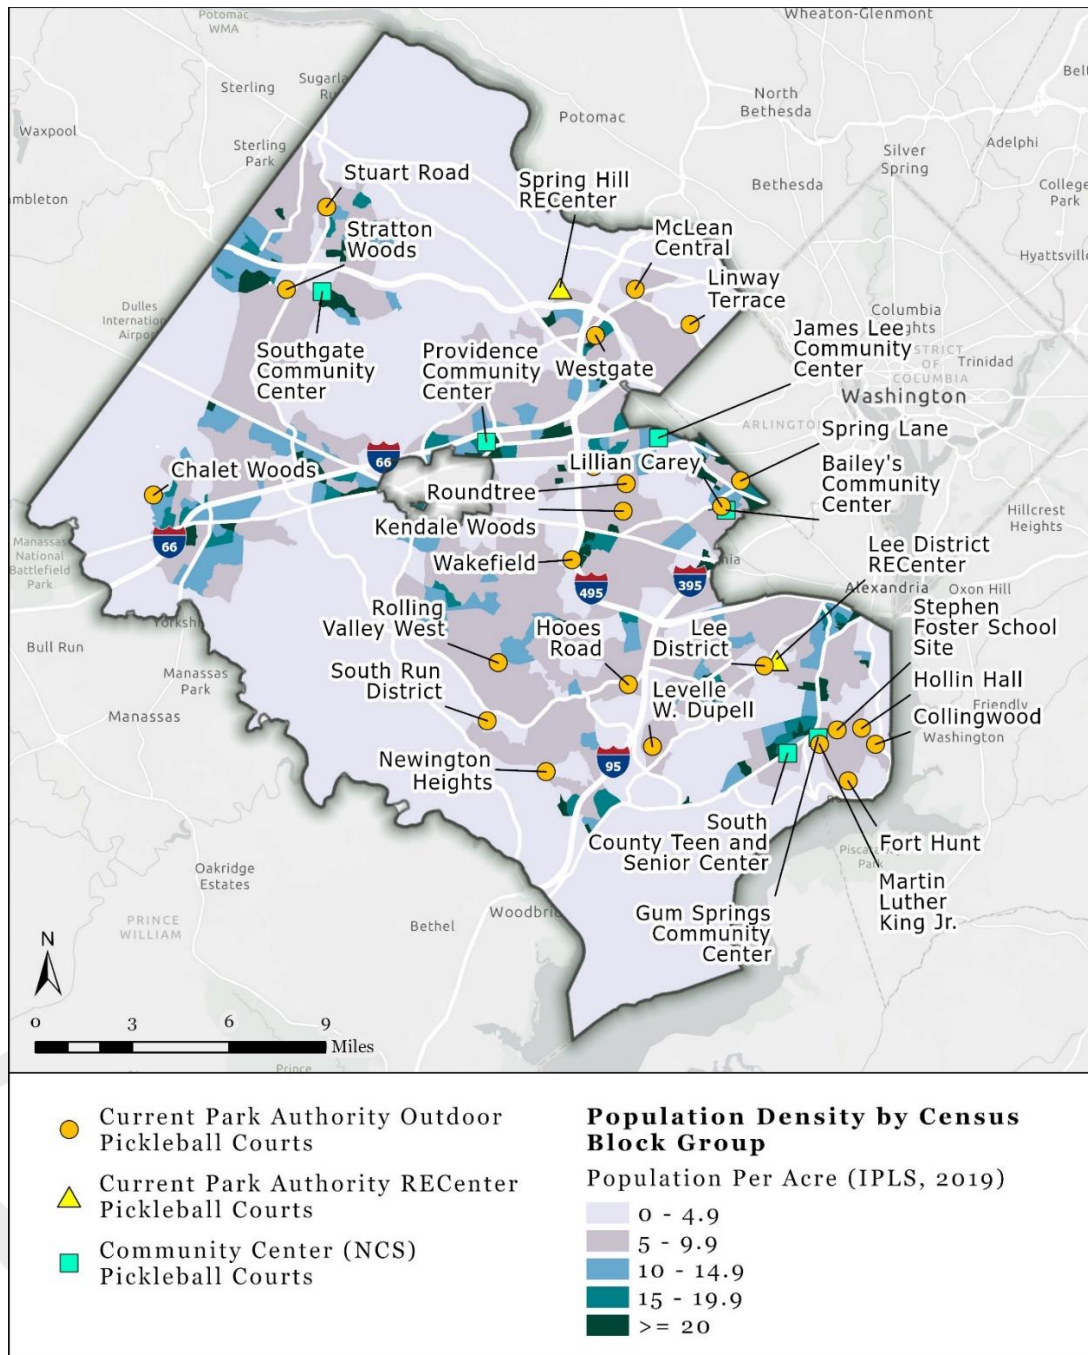 Potomac
WMA
Wheaton-Glenmont
Sterling
Potomac
North
Bethesda
Waxpool
Adelphi
Sterling
Park
Silver
Spring
Stuart Road
Spring Hill
RECenter
Bethesda
College
Park
Stratton
Woods
McLean
Central
Hyattsville
Linway
Terrace
Dulles
International
Airport
James Lee
Community
Center
Columbia
Southgate
Community
Center
Providence
Community
Center
Westgate
Trinidad
COLUMBIA
Washington
ARLINGTON
Spring Lane
66
Chalet Woods
Lillian Carey
Bailey's
Community
Center
Roundtree
Kendale Woods
Hillcrest
Heights
66
Manassas
National
Battlefield
Park
Wakefield
Lee District
RECenter
495
395
Alexandria
Oxon Hill
Rolling
Valley West
Hooes
Road
Lee
District
Stephen
Foster School
Site
Bull Run
South Run
District
Hollin Hall
Manassas
Park
Levelle
W. Dupell
Friendly
Collingwood
Washington
Manassas
Newington
Heights
95
South
County Teen and
Senior Center
Fort Hunt
Park
Oakridge
Estates
Martin
Luther
King Jr.
Gum Springs
Community
Center
PRINCE
WILLIAM
Bethel
N
0 3 6 9
Miles
Prince
Current Park Authority Outdoor
Pickleball Courts
Current Park Authority RECenter
Pickleball Courts
Community Center (NCS)
Pickleball Courts
Population Density by Census
Block Group
Population Per Acre (IPLS, 2019)
0 - 4.9
5 - 9.9
10 - 14.9
15 - 19.9
>= 20